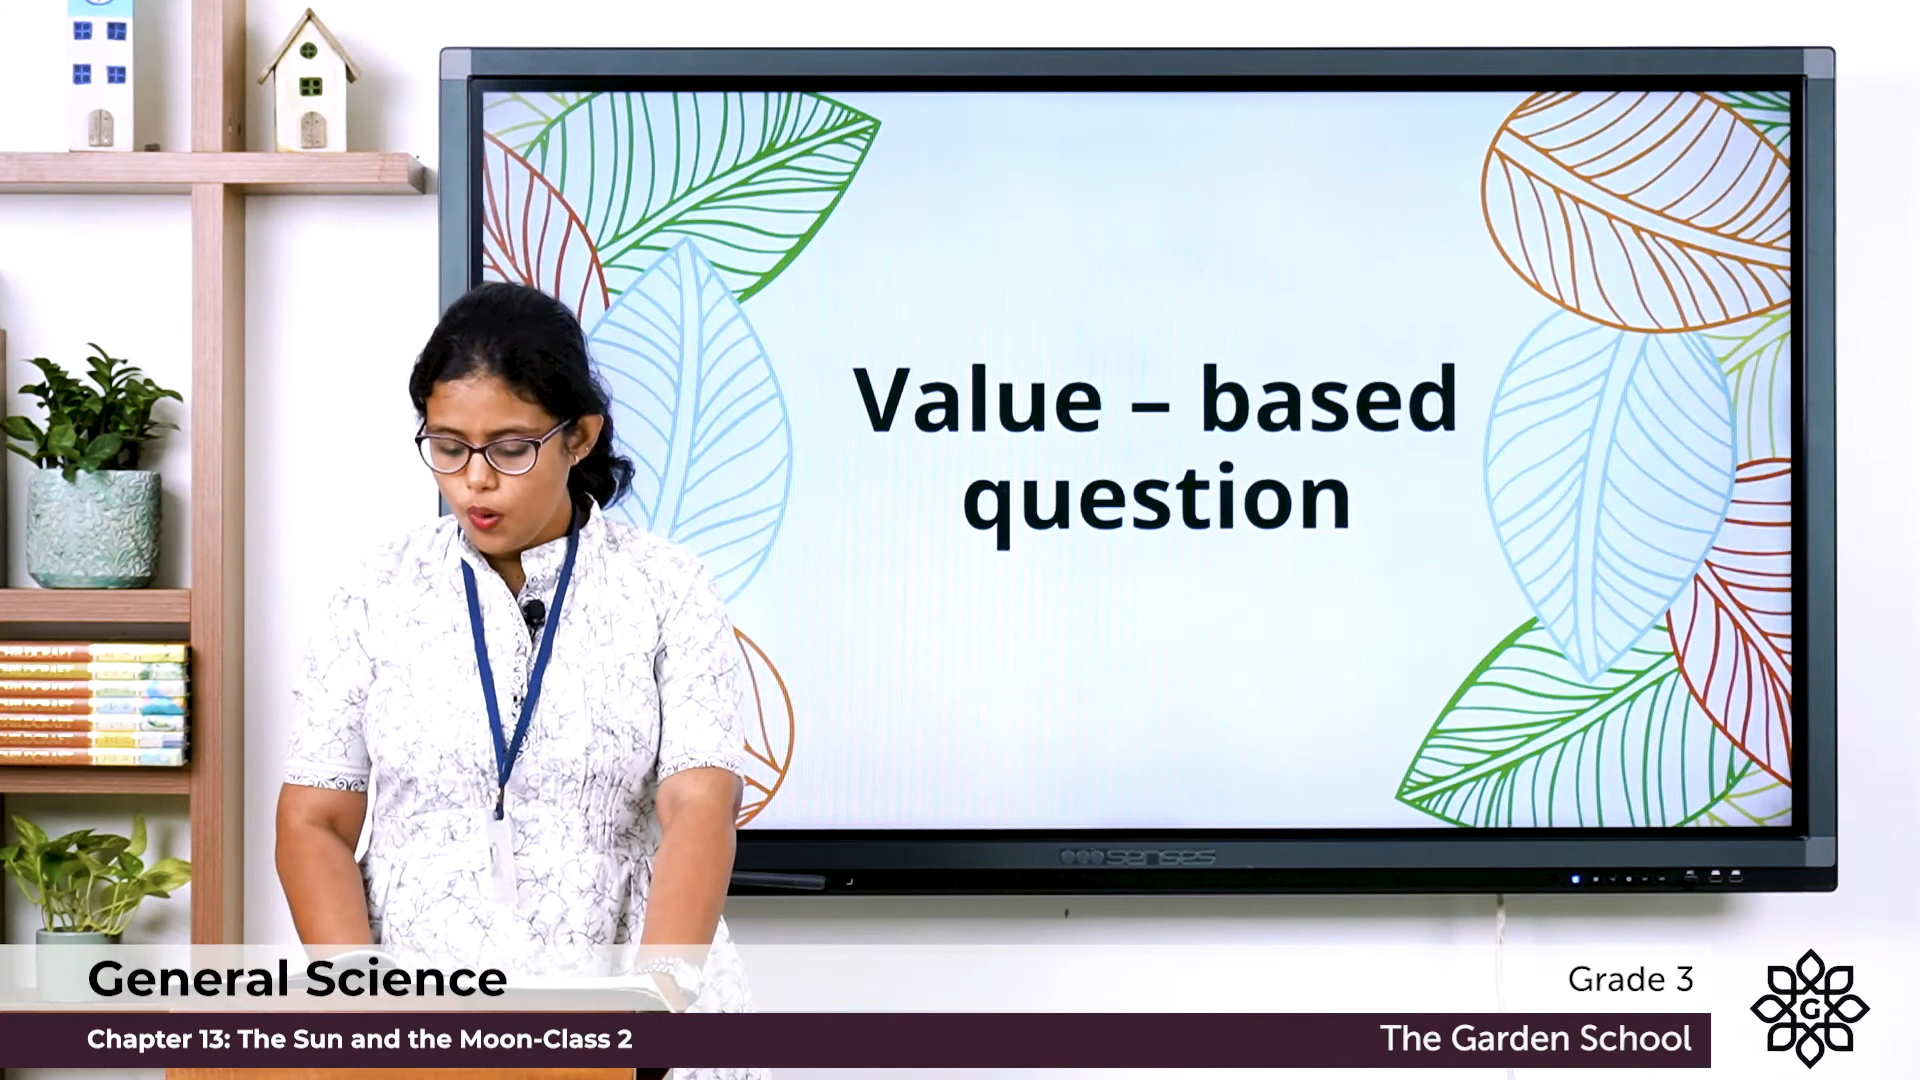 Value – based
question
senses
General Science
Grade 3
Chapter 13: The Sun and the Moon-Class 2
The Garden School
G